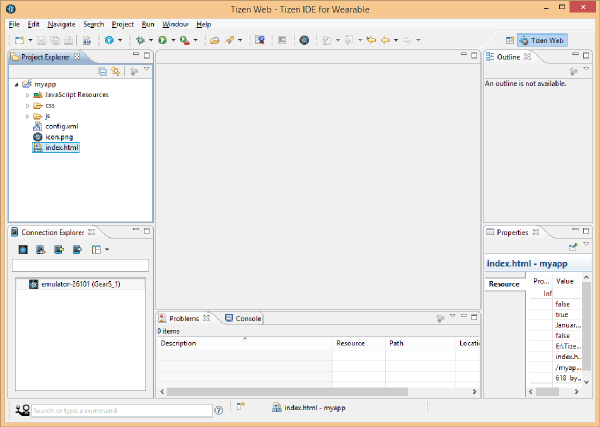 Tizen Web - Tizen IDE for Wearable
File Edit Navigate Search Project Run Window Help
Tizen Web
Project Explorer
myapp
JavaScript Resources
css
js
config.xml
icon.png
index.html
Outline
An outline is not available.
Connection Explorer
emulator-26101 (GearS_1)
Problems Console
0 items
Description Resource Path Locatio
Properties
index.html - myapp
Resource
Pro... Value
Inf
false
true
Januar...
false
E:\Tize...
index.h...
/myap...
618 by...
Search or type a command
index.html - myapp